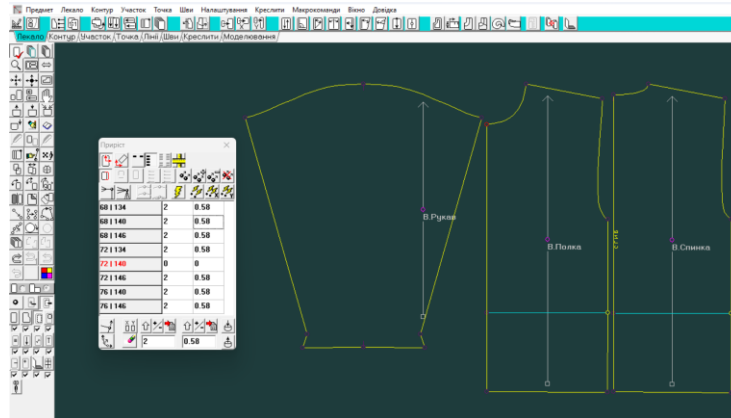 Предмет Лекало Контур Участок Точка Шви Налаштування Креслити Макрокоманди Вікно Довідка
Лекало Контур Участок Точка Лінії Шви Креслити Моделювання
Приріст
68 | 134 2 0.58
68 | 140 2 0.58
68 | 146 2 0.58
72 | 134 2 0.58
72 | 140 0 0
72 | 146 2 0.58
76 | 140 2 0.58
76 | 146 2 0.58
2 0.58
В.Рукав
В.Полка
СГИБ
В.Спинка